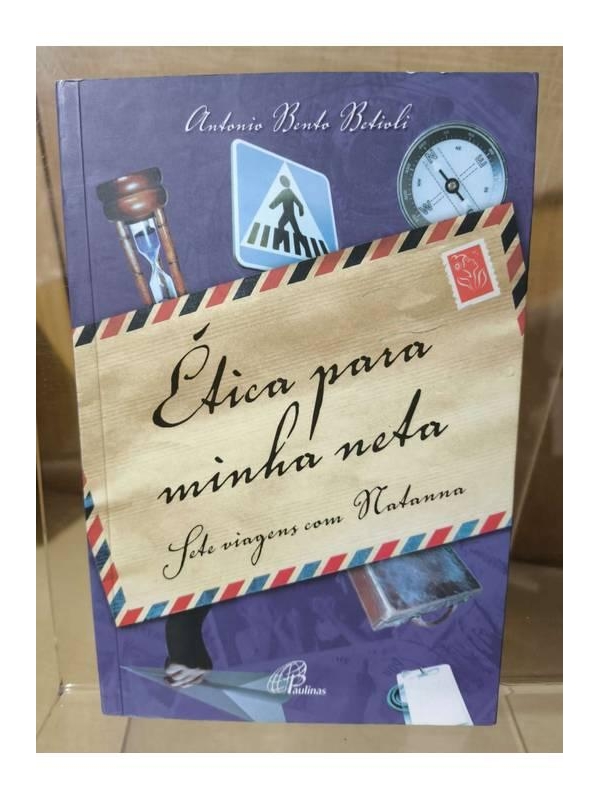 Antonio Bento Betioli
N
W
W
Ética para
minha neta
Sete viagens com Natanna
Paulinas